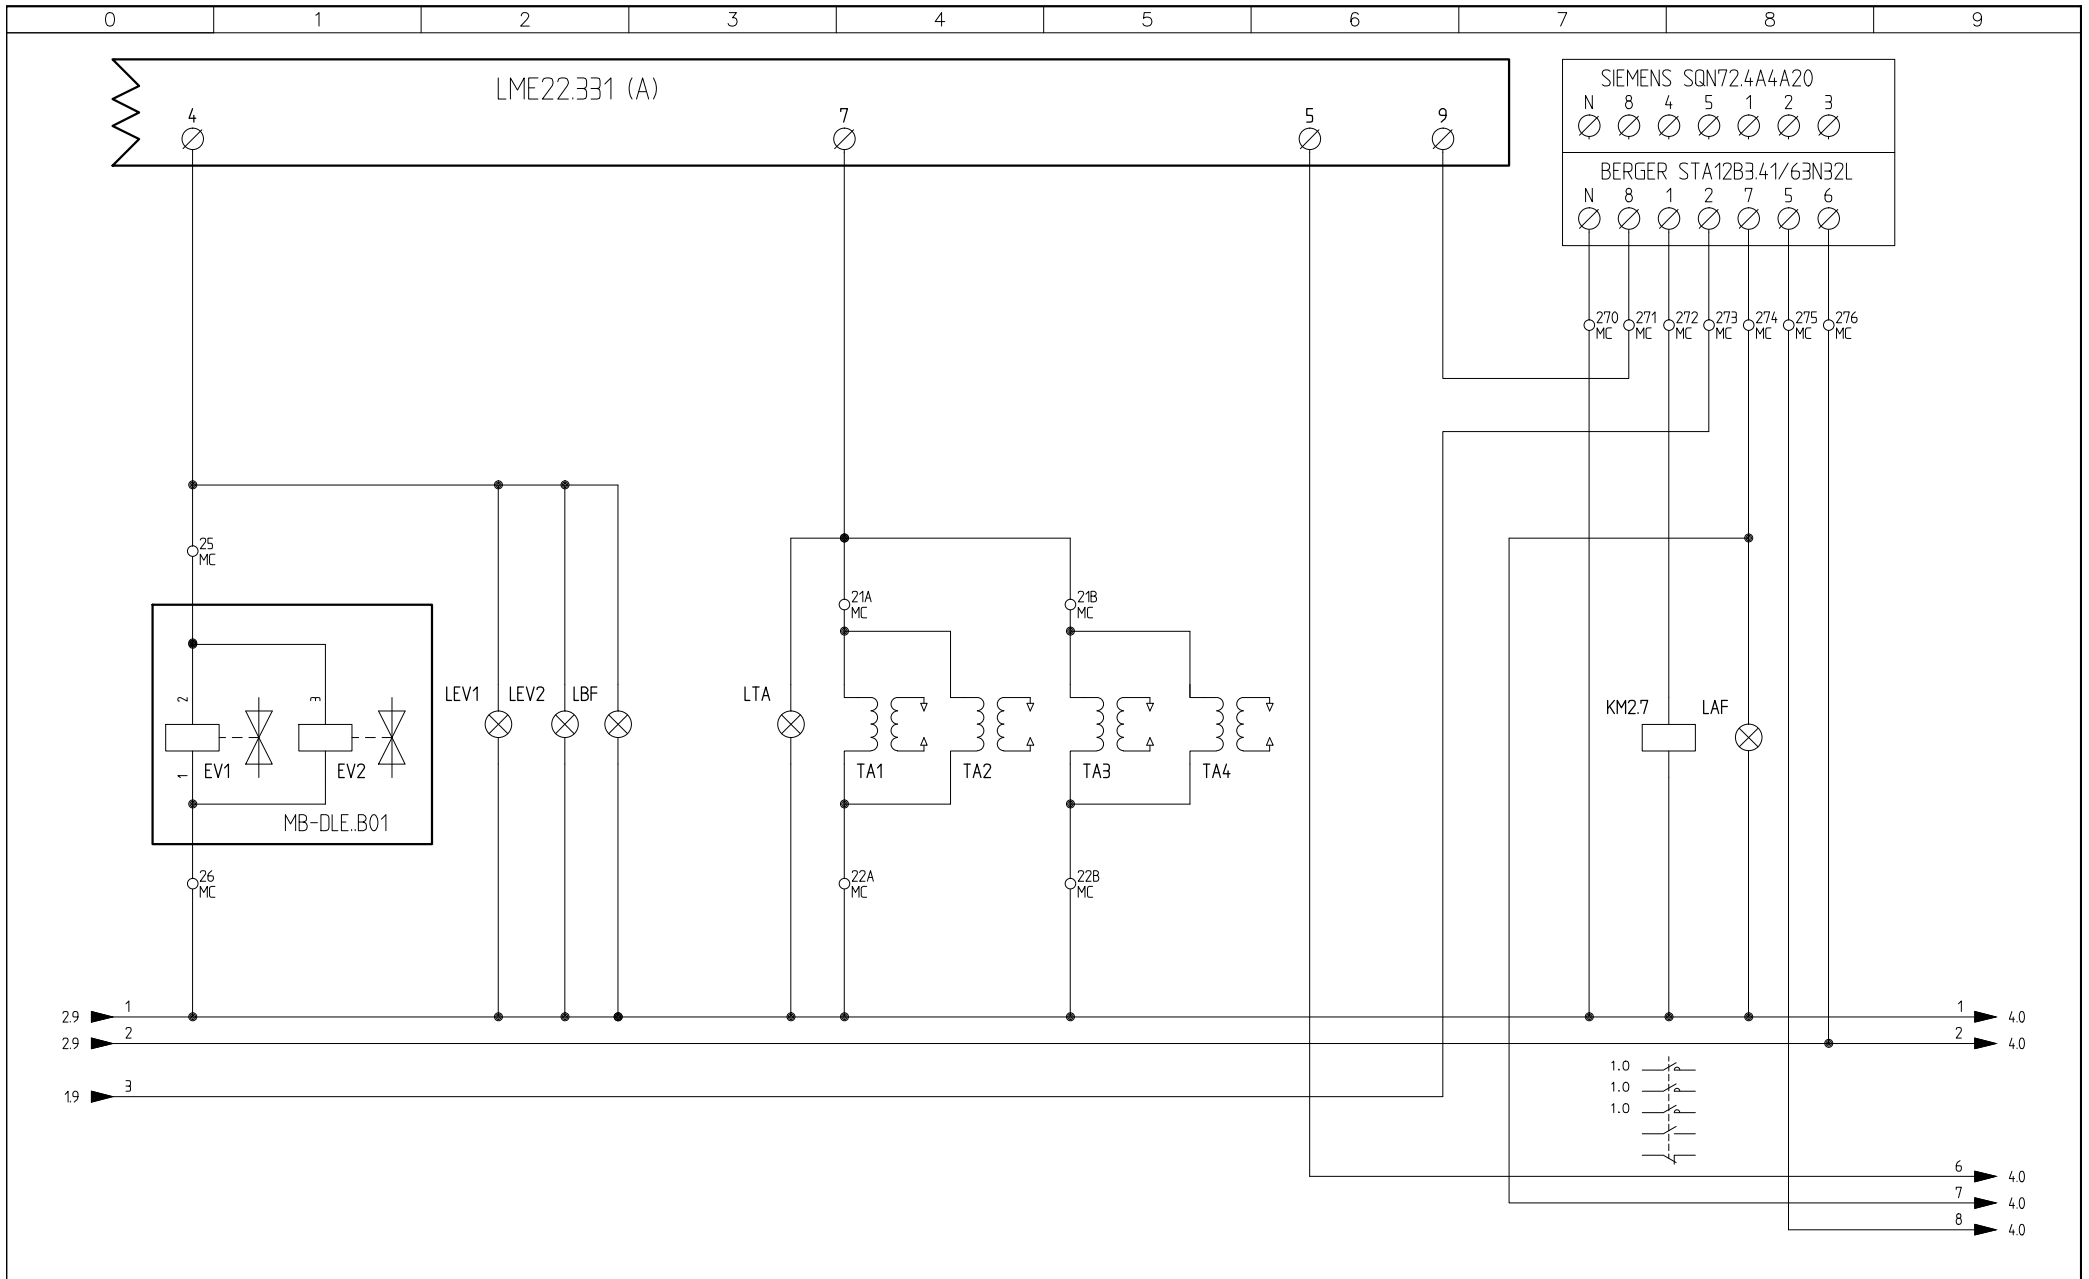 0 1 2 3 4 5 6 7 8 9
LME22.331 (A)
4 7 5 9
SIEMENS SQN72.4A4A20
N 8 4 5 1 2 3
BERGER STA12B3.41/63N32L
N 8 1 2 7 5 6
270 271 272 273 274 275 276
MC MC MC MC MC MC MC
25
MC
21A 21B
MC MC
2 3
LEV1 LEV2 LBF LTA
KM2.7 LAF
1 EV1 EV2 TA1 TA2 TA3 TA4
MB-DLE..B01
26 22A 22B
MC MC MC
2.9 1 1 4.0
2.9 2 2 4.0
1.0
1.0
1.9 3
1.0
6 4.0
7 4.0
8 4.0